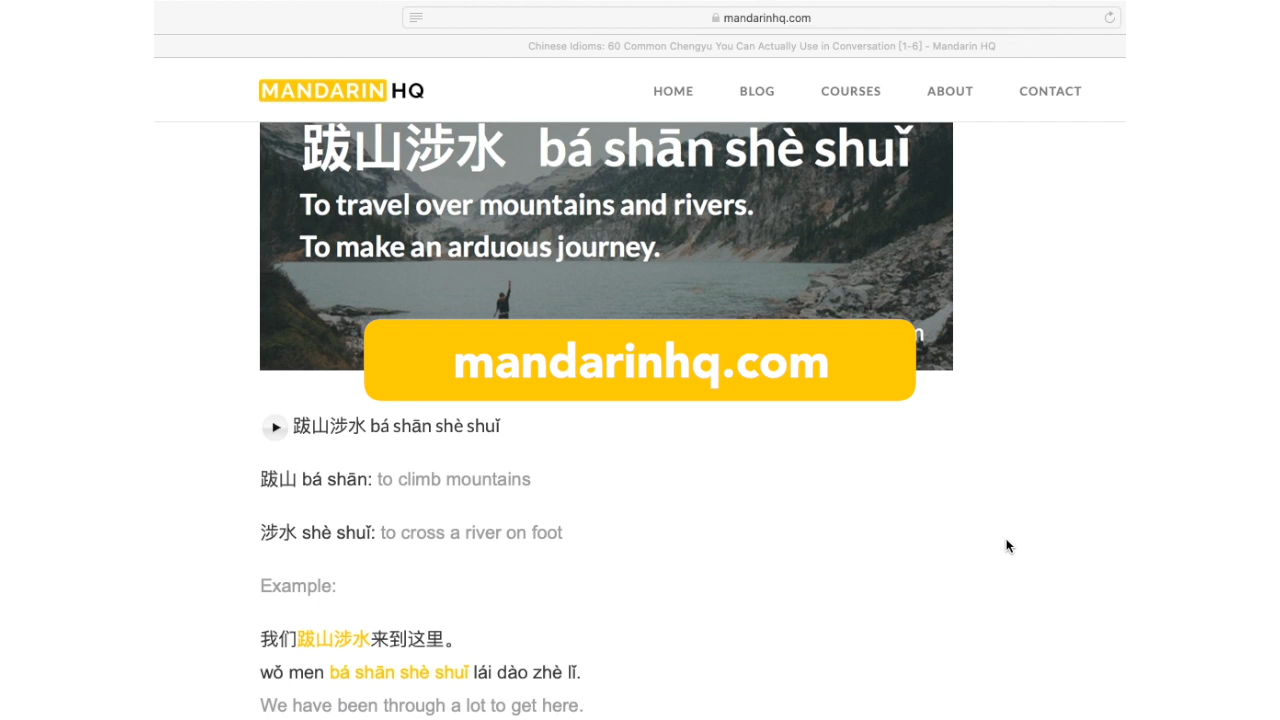 mandarinhq.com
Chinese Idioms: 60 Common Chengyu You Can Actually Use in Conversation [1-6] - Mandarin HQ
MANDARIN HQ
HOME BLOG COURSES ABOUT CONTACT
跋山涉水 bá shān shè shuǐ
To travel over mountains and rivers.
To make an arduous journey.
mandarinhq.com
跋山涉水 bá shān shè shuǐ
跋山 bá shān: to climb mountains
涉水 shè shuǐ: to cross a river on foot
Example:
我们跋山涉水来到这里。
wǒ men bá shān shè shuǐ lái dào zhè lǐ.
We have been through a lot to get here.